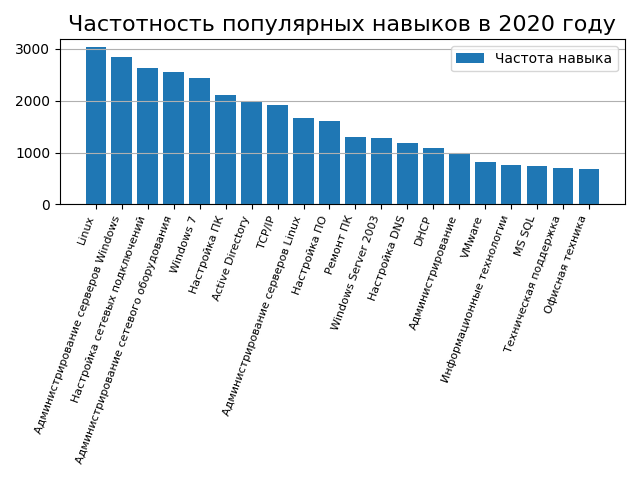 Частотность популярных навыков в 2020 году
Частота навыка
3000
2000
1000
0
Linux
Администрирование серверов Windows
Настройка сетевых подключений
Администрирование сетевого оборудования
Windows 7
Настройка ПК
Active Directory
TCP/IP
Администрирование серверов Linux
Настройка ПО
Ремонт ПК
Windows Server 2003
Настройка DNS
DHCP
Администрирование
VMware
Информационные технологии
MS SQL
Техническая поддержка
Офисная техника